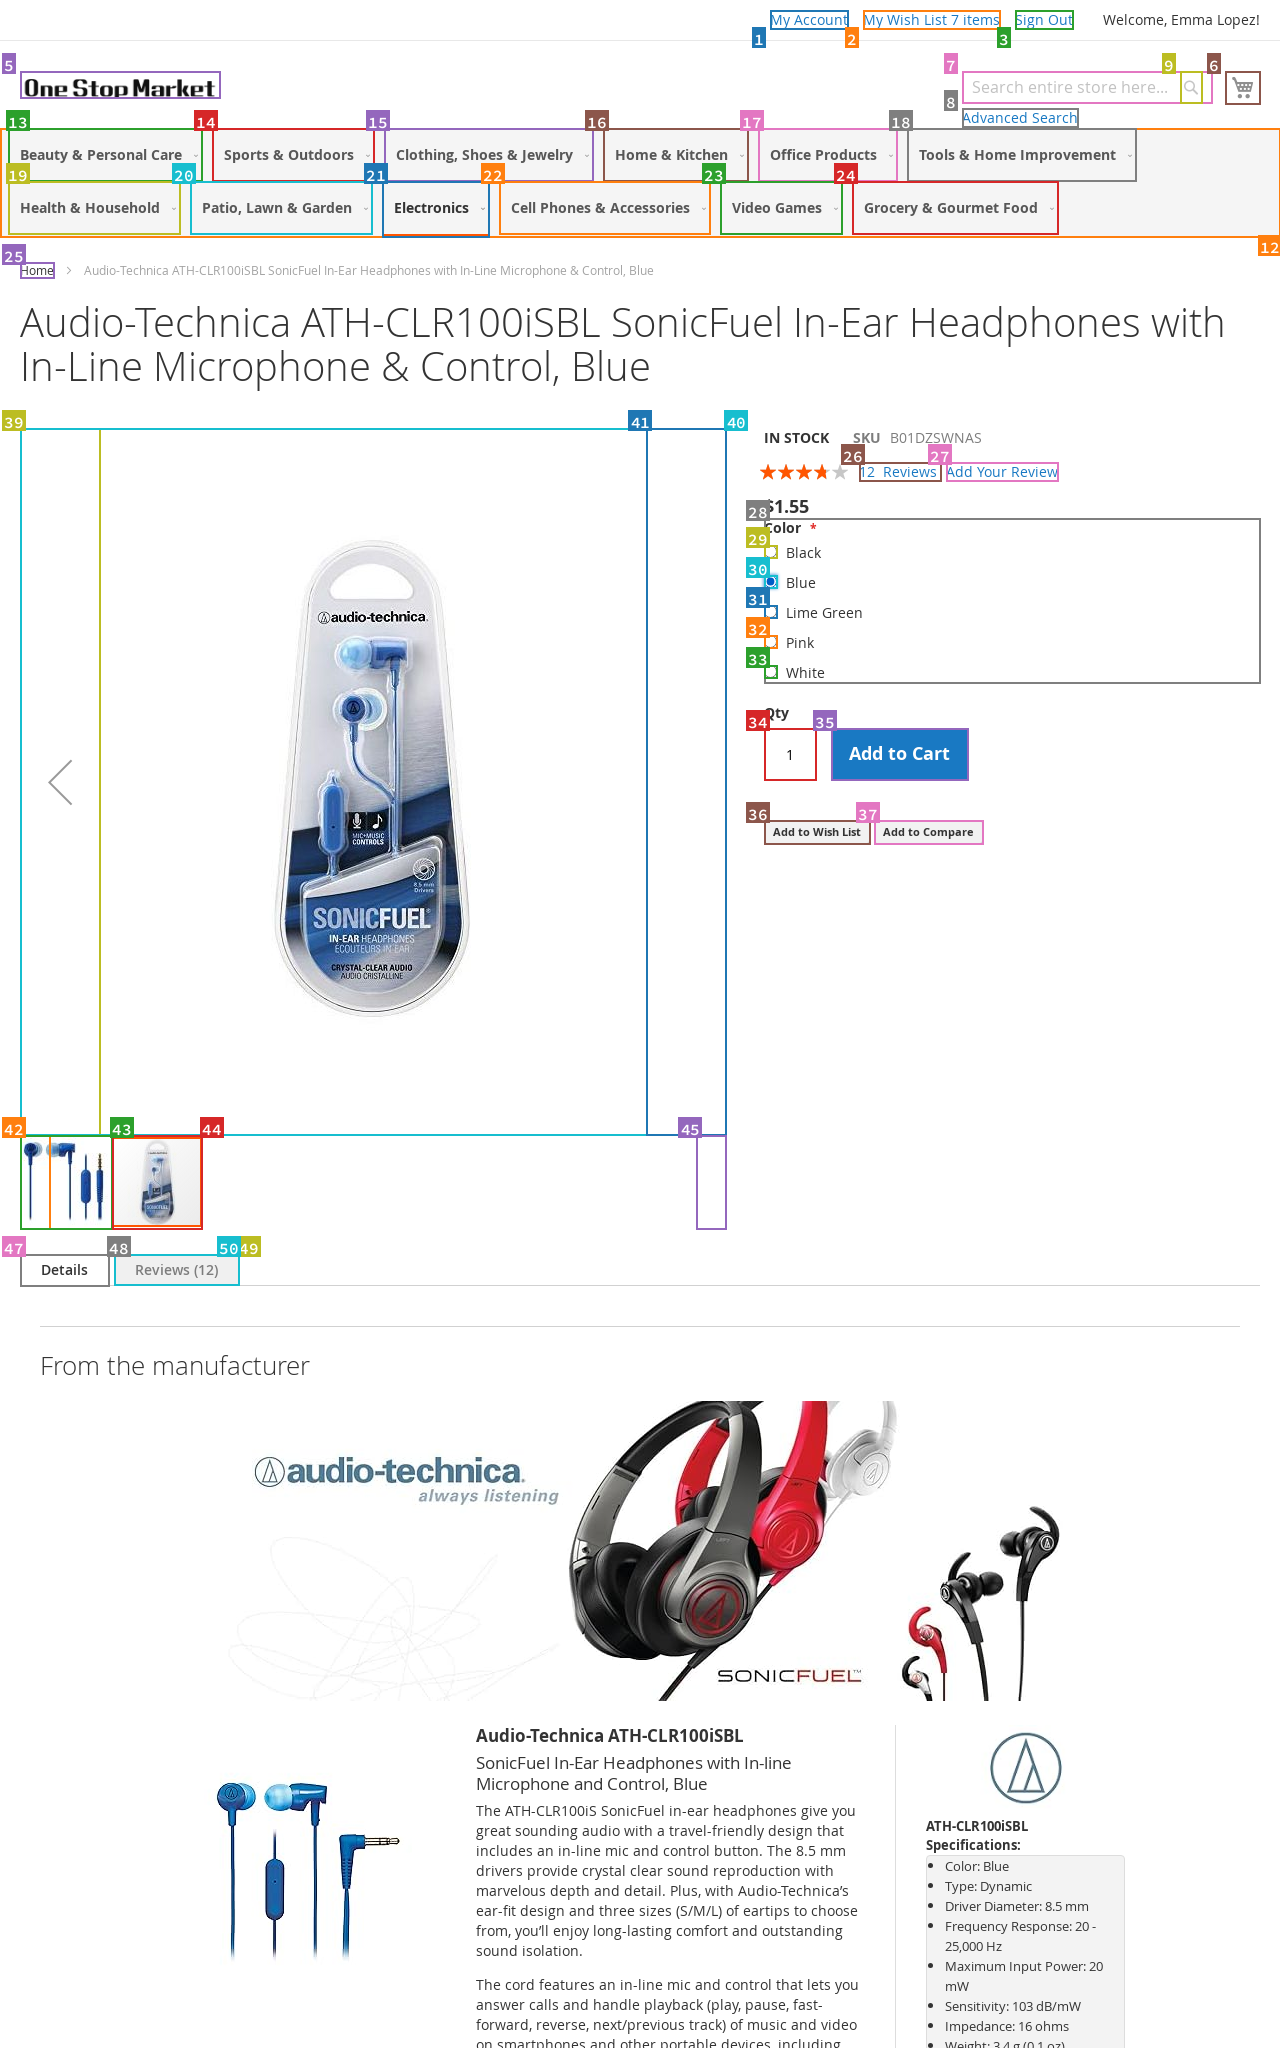 My Account
My Wish List 7 items
Sign Out
Welcome, Emma Lopez!
1
2
3
5
7
9
6
One Stop Market
Search entire store here...
8
Advanced Search
13
14
15
16
17
18
Beauty & Personal Care
Sports & Outdoors
Clothing, Shoes & Jewelry
Home & Kitchen
Office Products
Tools & Home Improvement
19
20
21
22
23
24
Health & Household
Patio, Lawn & Garden
Electronics
Cell Phones & Accessories
Video Games
Grocery & Gourmet Food
12
25
Home
Audio-Technica ATH-CLR100iSBL SonicFuel In-Ear Headphones with In-Line Microphone & Control, Blue
Audio-Technica ATH-CLR100iSBL SonicFuel In-Ear Headphones with
In-Line Microphone & Control, Blue
39
41
40
IN STOCK
SKU B01DZSWNAS
26
27
12 Reviews
Add Your Review
$1.55
28
Color *
29
Black
30
Blue
31
Lime Green
32
Pink
33
White
Qty
34
35
1
Add to Cart
36
37
Add to Wish List
Add to Compare
audio-technica
MIC+MUSIC
CONTROLS
8.5 mm
Drivers
SONICFUEL
IN-EAR HEADPHONES
ÉCOUTEURS IN-EAR
CRYSTAL-CLEAR AUDIO
AUDIO CRISTALLINE
42
43
44
45
47
48
50
49
Details
Reviews (12)
From the manufacturer
audio-technica
always listening
SONICFUEL™
Audio-Technica ATH-CLR100iSBL
SonicFuel In-Ear Headphones with In-line
Microphone and Control, Blue
The ATH-CLR100iS SonicFuel in-ear headphones give you
great sounding audio with a travel-friendly design that
includes an in-line mic and control button. The 8.5 mm
drivers provide crystal clear sound reproduction with
marvelous depth and detail. Plus, with Audio-Technica’s
ear-fit design and three sizes (S/M/L) of eartips to choose
from, you’ll enjoy long-lasting comfort and outstanding
sound isolation.
The cord features an in-line mic and control that lets you
answer calls and handle playback (play, pause, fast-
forward, reverse, next/previous track) of music and video
on smartphones and other portable devices, including
ATH-CLR100iSBL
Specifications:
Color: Blue
Type: Dynamic
Driver Diameter: 8.5 mm
Frequency Response: 20 -
25,000 Hz
Maximum Input Power: 20
mW
Sensitivity: 103 dB/mW
Impedance: 16 ohms
Weight: 3.4 g (0.1 oz)